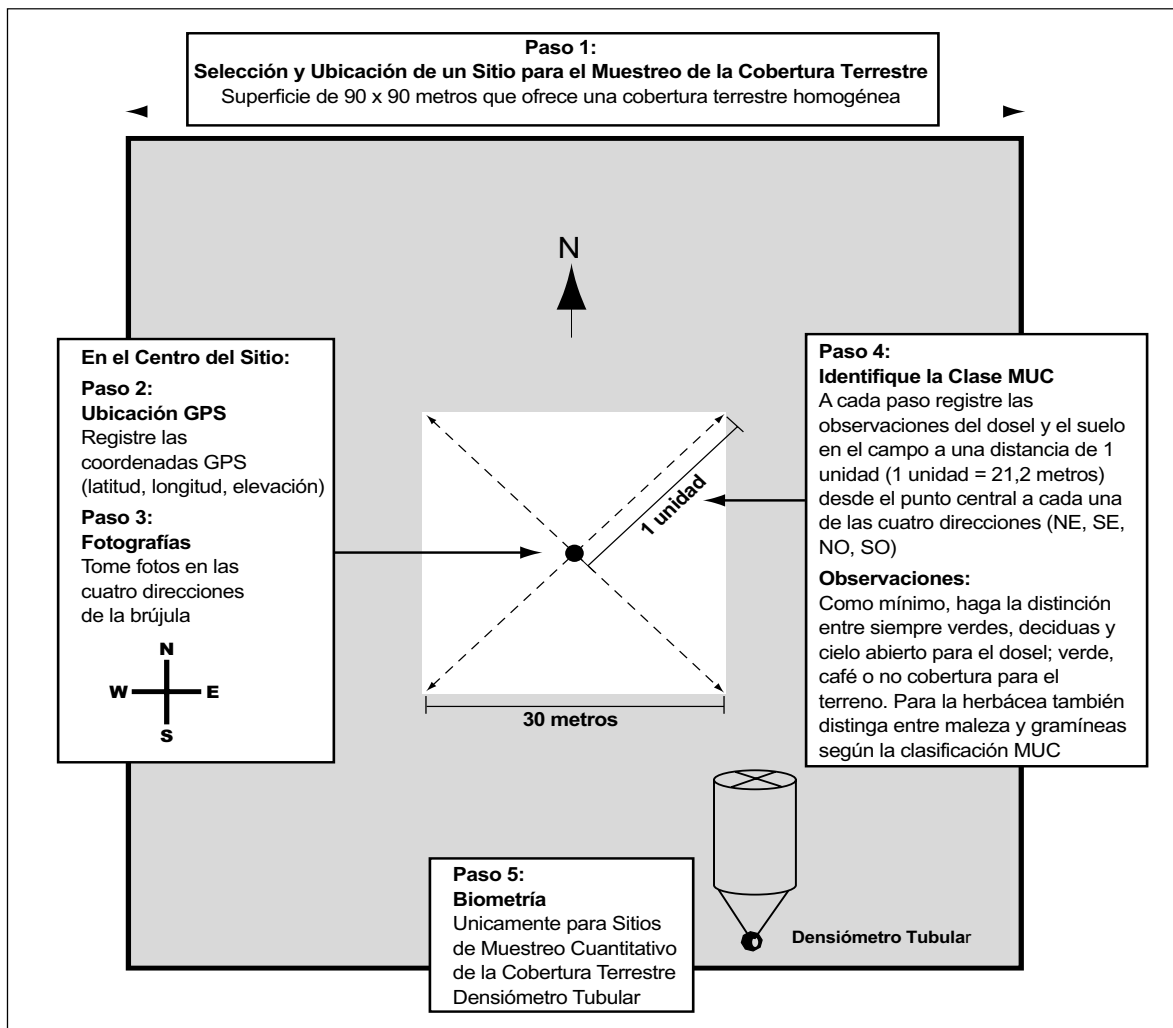 Paso 1:
Selección y Ubicación de un Sitio para el Muestreo de la Cobertura Terrestre
Superficie de 90 x 90 metros que ofrece una cobertura terrestre homogénea
N
En el Centro del Sitio:
Paso 2:
Ubicación GPS
Registre las
coordenadas GPS
(latitud, longitud, elevación)
Paso 3:
Fotografías
Tome fotos en las
cuatro direcciones
de la brújula
N
W E
S
1 unidad
30 metros
Paso 4:
Identifique la Clase MUC
A cada paso registre las
observaciones del dosel y el suelo
en el campo a una distancia de 1
unidad (1 unidad = 21,2 metros)
desde el punto central a cada una
de las cuatro direcciones (NE, SE,
NO, SO)
Observaciones:
Como mínimo, haga la distinción
entre siempre verdes, deciduas y
cielo abierto para el dosel; verde,
café o no cobertura para el
terreno. Para la herbácea también
distinga entre maleza y gramíneas
según la clasificación MUC
Paso 5:
Biometría
Unicamente para Sitios
de Muestreo Cuantitativo
de la Cobertura Terrestre
Densiómetro Tubular
Densiómetro Tubular